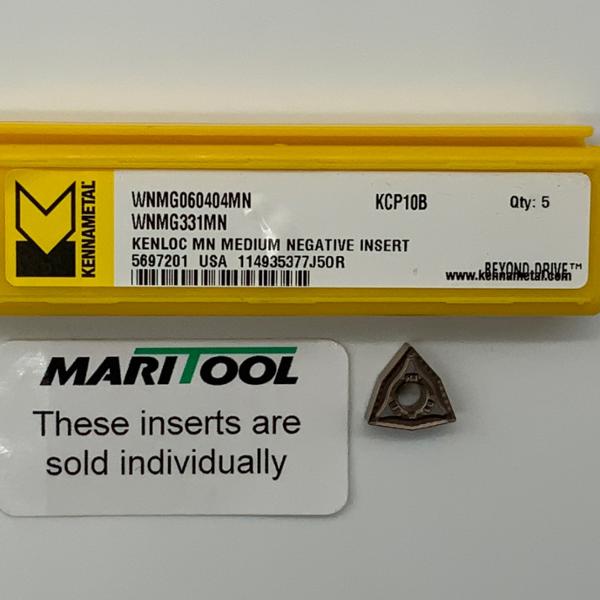 KENNAMETAL
WNMG060404MN
KCP10B
Qty: 5
WNMG331MN
KENLOC MN MEDIUM NEGATIVE INSERT
5697201 USA 114935377J50R
BEYOND DRIVE™
www.kennametal.com
MARITOOL
These inserts are
sold individually